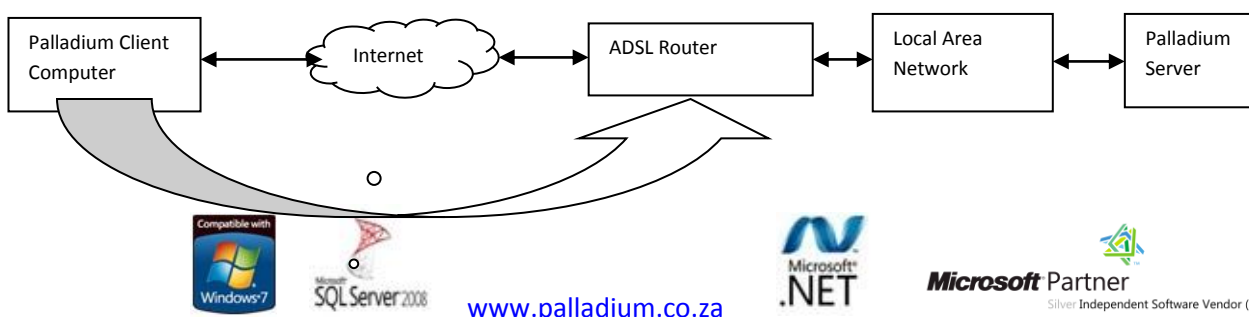 Palladium Client
Computer
Internet
ADSL Router
Local Area
Network
Palladium
Server
Compatible with
Windows 7
Microsoft
SQL Server 2008
www.palladium.co.za
Microsoft
.NET
Microsoft Partner
Silver Independent Software Vendor (